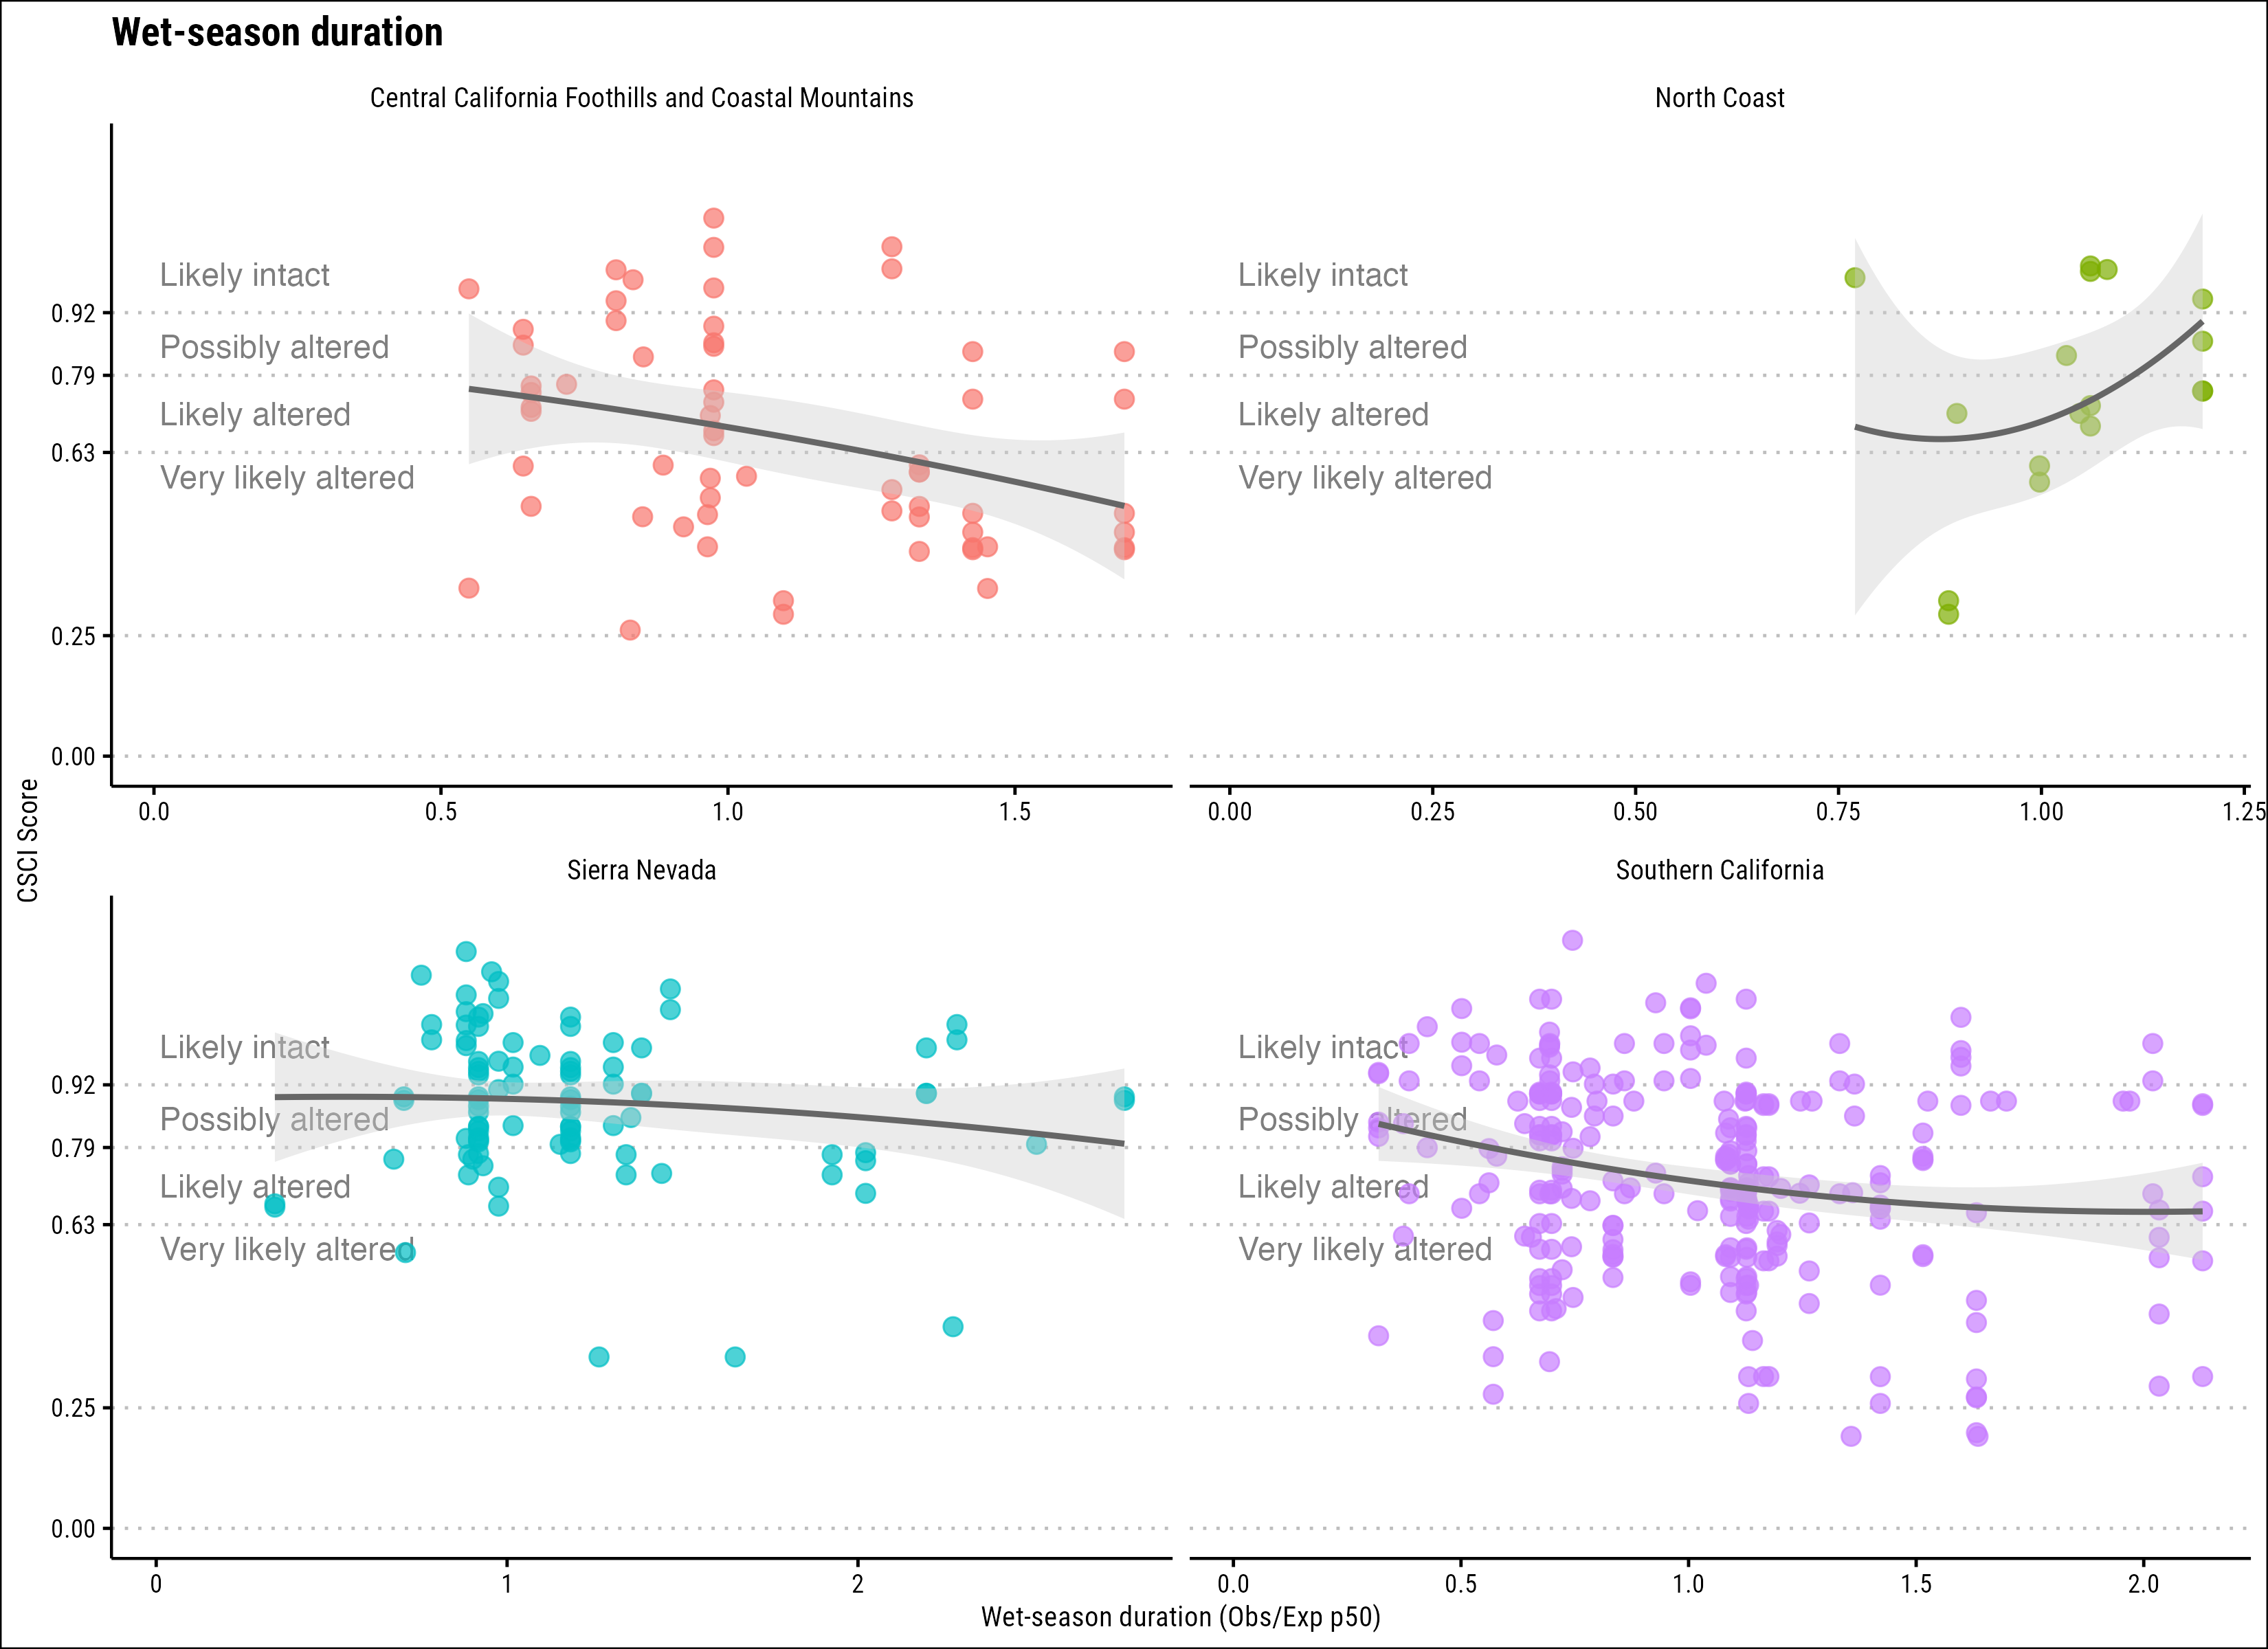 Wet-season duration
Central California Foothills and Coastal Mountains
North Coast
Likely intact
Possibly altered
Likely altered
Very likely altered
Likely intact
Possibly altered
Likely altered
Very likely altered
0.92
0.79
0.63
0.25
0.00
0.0 0.5 1.0 1.5
0.00 0.25 0.50 0.75 1.00 1.25
CSCI Score
Sierra Nevada
Southern California
Likely intact
Possibly altered
Likely altered
Very likely altered
Likely intact
Possibly altered
Likely altered
Very likely altered
0.92
0.79
0.63
0.25
0.00
0 1 2
0.0 0.5 1.0 1.5 2.0
Wet-season duration (Obs/Exp p50)